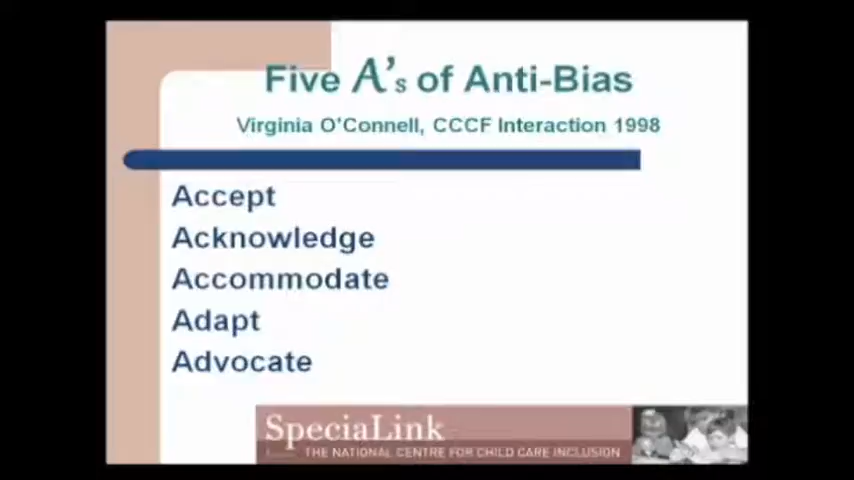 Five A's of Anti-Bias
Virginia O'Connell, CCCF Interaction 1998
Accept
Acknowledge
Accommodate
Adapt
Advocate
SpeciaLink
THE NATIONAL CENTRE FOR CHILD CARE INCLUSION